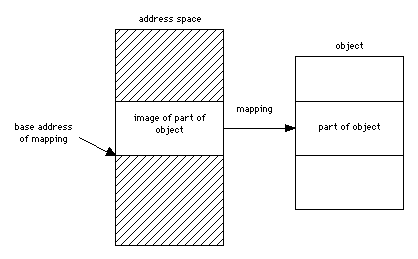 address space
object
mapping
image of part of
object
part of object
base address
of mapping